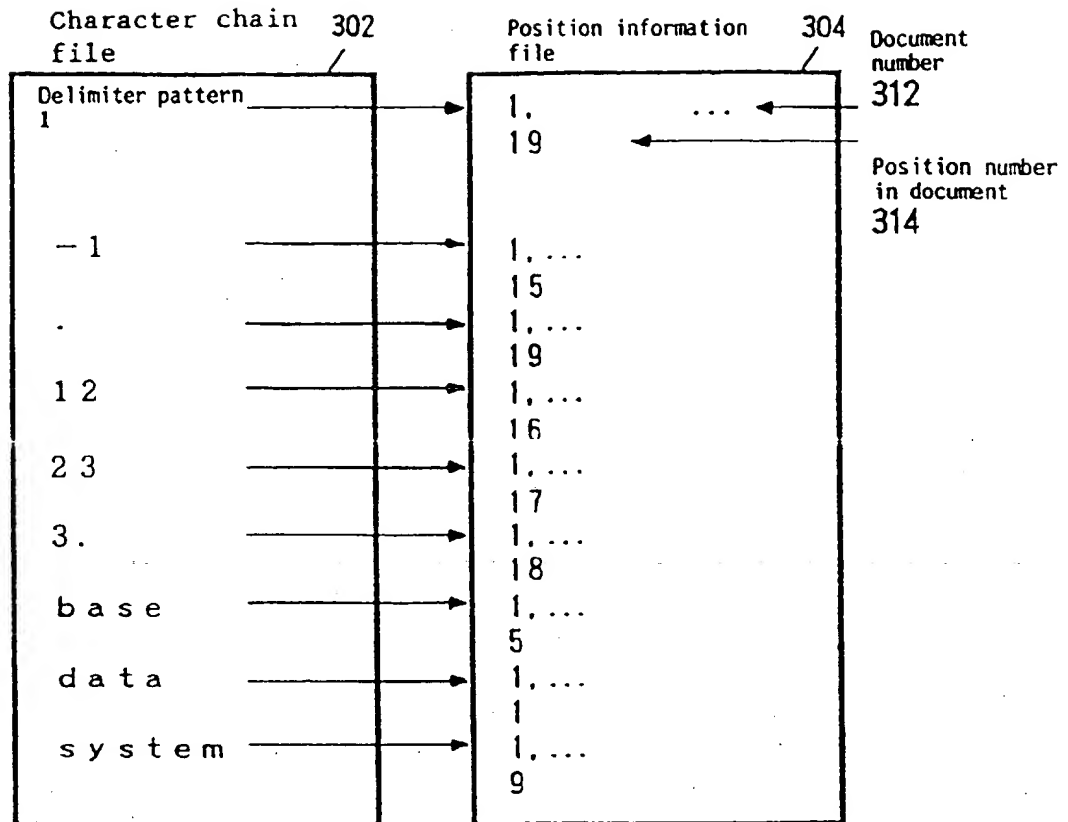 Character chain file 302
Position information file 304
Document number 312
Delimiter pattern 1
1, ...
19
Position number in document 314
-1
1, ...
15
.
1, ...
19
12
1, ...
16
23
1, ...
17
3.
1, ...
18
base
1, ...
5
data
1, ...
1
system
1, ...
9